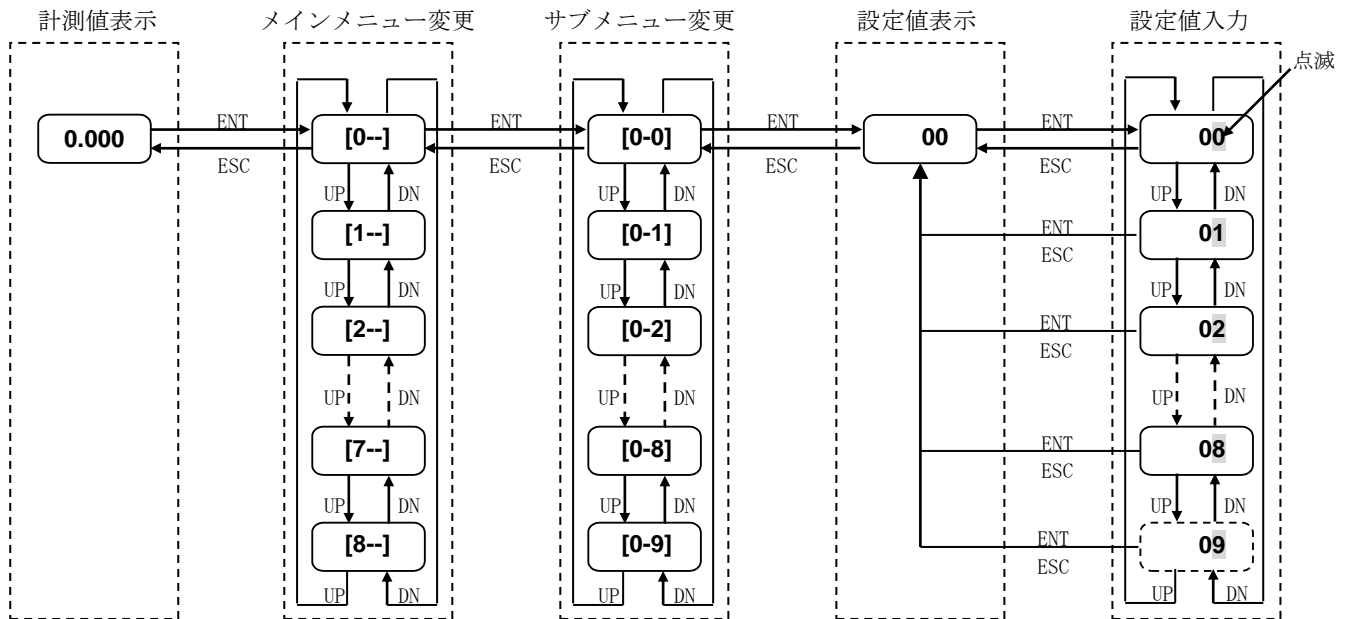 計測値表示 メインメニュー変更 サブメニュー変更 設定値表示 設定値入力
点滅
0.000 ENT [0--] ENT [0-0] ENT 00 ENT 00
ESC ESC ESC ESC
UP DN UP DN UP DN
[1--] [0-1] ENT 01
ESC
UP DN UP DN UP DN
[2--] [0-2] ENT 02
ESC
UP DN UP DN UP DN
[7--] [0-8] ENT 08
ESC
UP DN UP DN UP DN
[8--] [0-9] ENT 09
ESC
UP DN UP DN UP DN